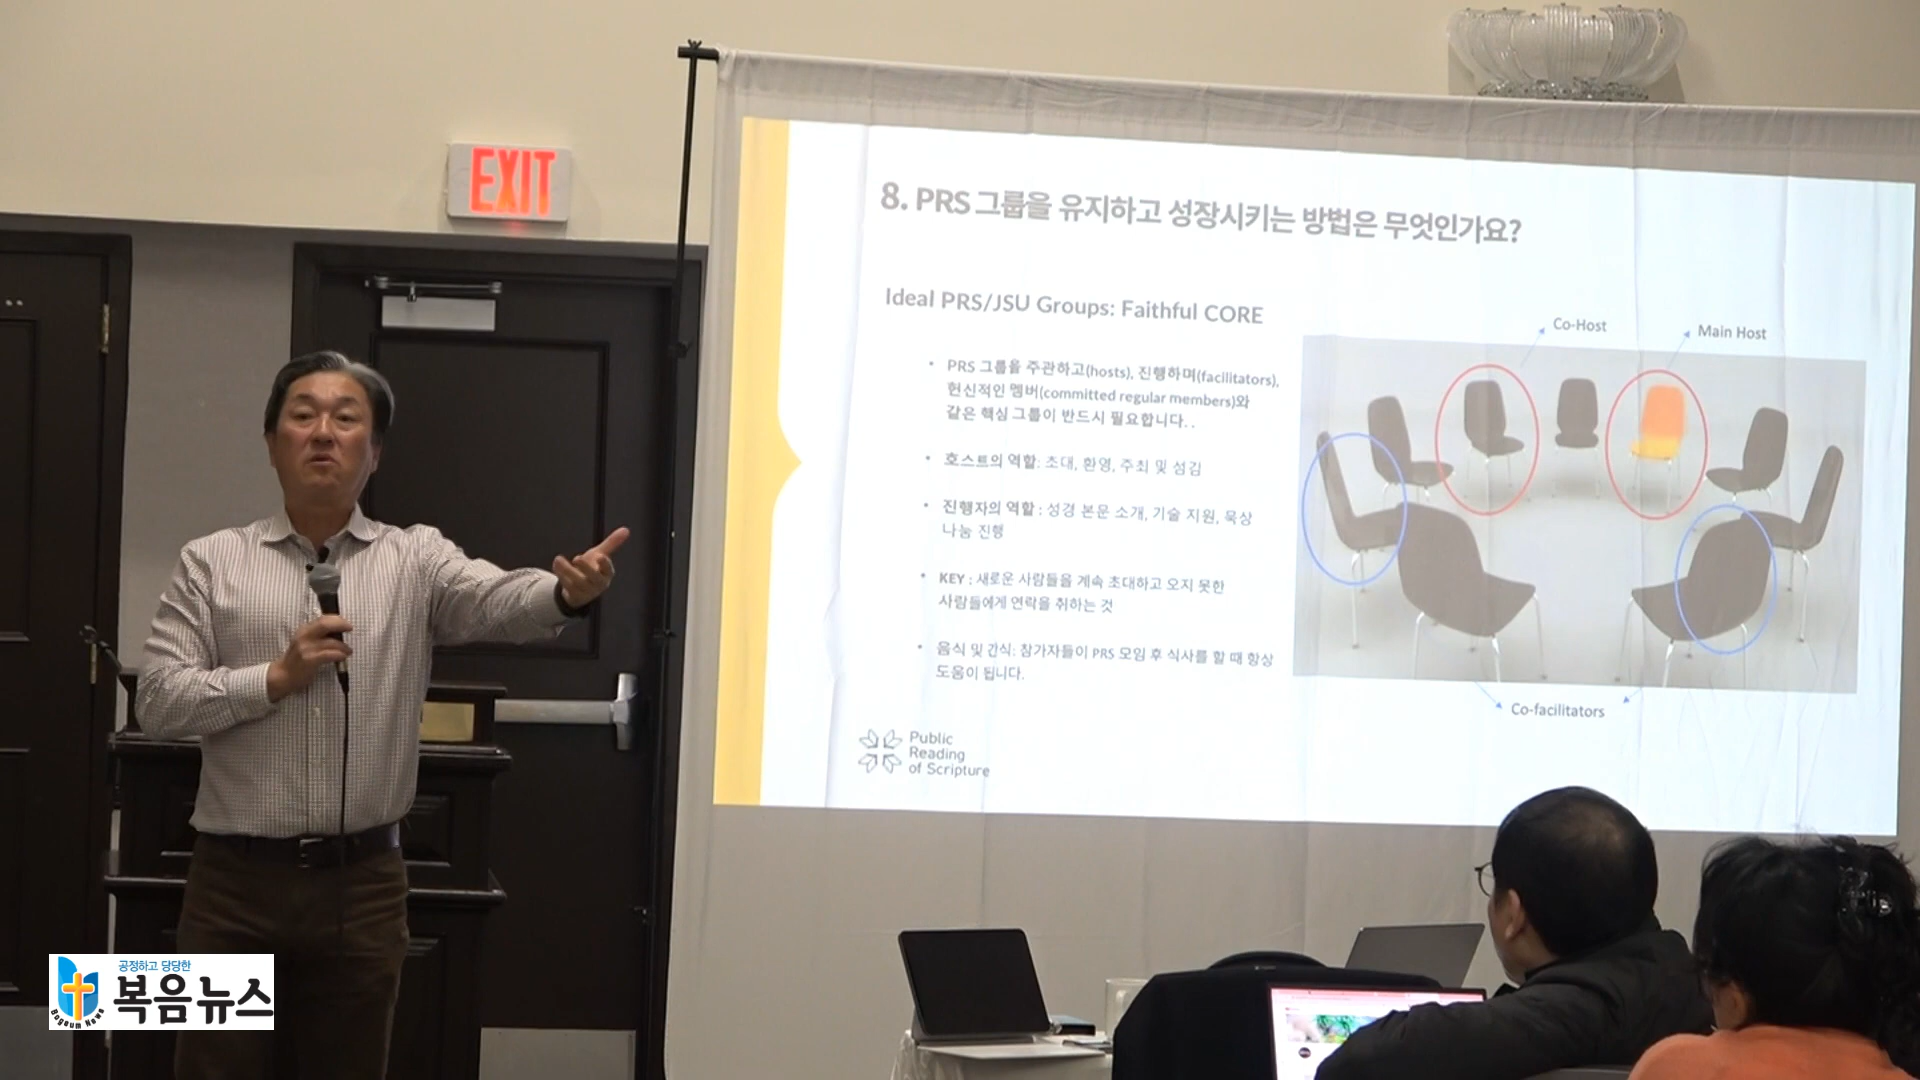 EXIT
8. PRS 그룹을 유지하고 성장시키는 방법은 무엇인가요?
Ideal PRS/JSU Groups: Faithful CORE
• PRS 그룹을 주관하고(hosts), 진행하며(facilitators),
헌신적인 멤버(committed regular members)와
같은 핵심 그룹이 반드시 필요합니다. .
• 호스트의 역할: 초대, 환영, 주최 및 섬김
• 진행자의 역할 : 성경 본문 소개, 기술 지원, 묵상
나눔 진행
• KEY : 새로운 사람들을 계속 초대하고 오지 못한
사람들에게 연락을 취하는 것
• 음식 및 간식: 참가자들이 PRS 모임 후 식사를 할 때 항상
도움이 됩니다.
Co-Host
Main Host
Co-facilitators
Public
Reading
of Scripture
공정하고 당당한
복음뉴스
Bogeum News